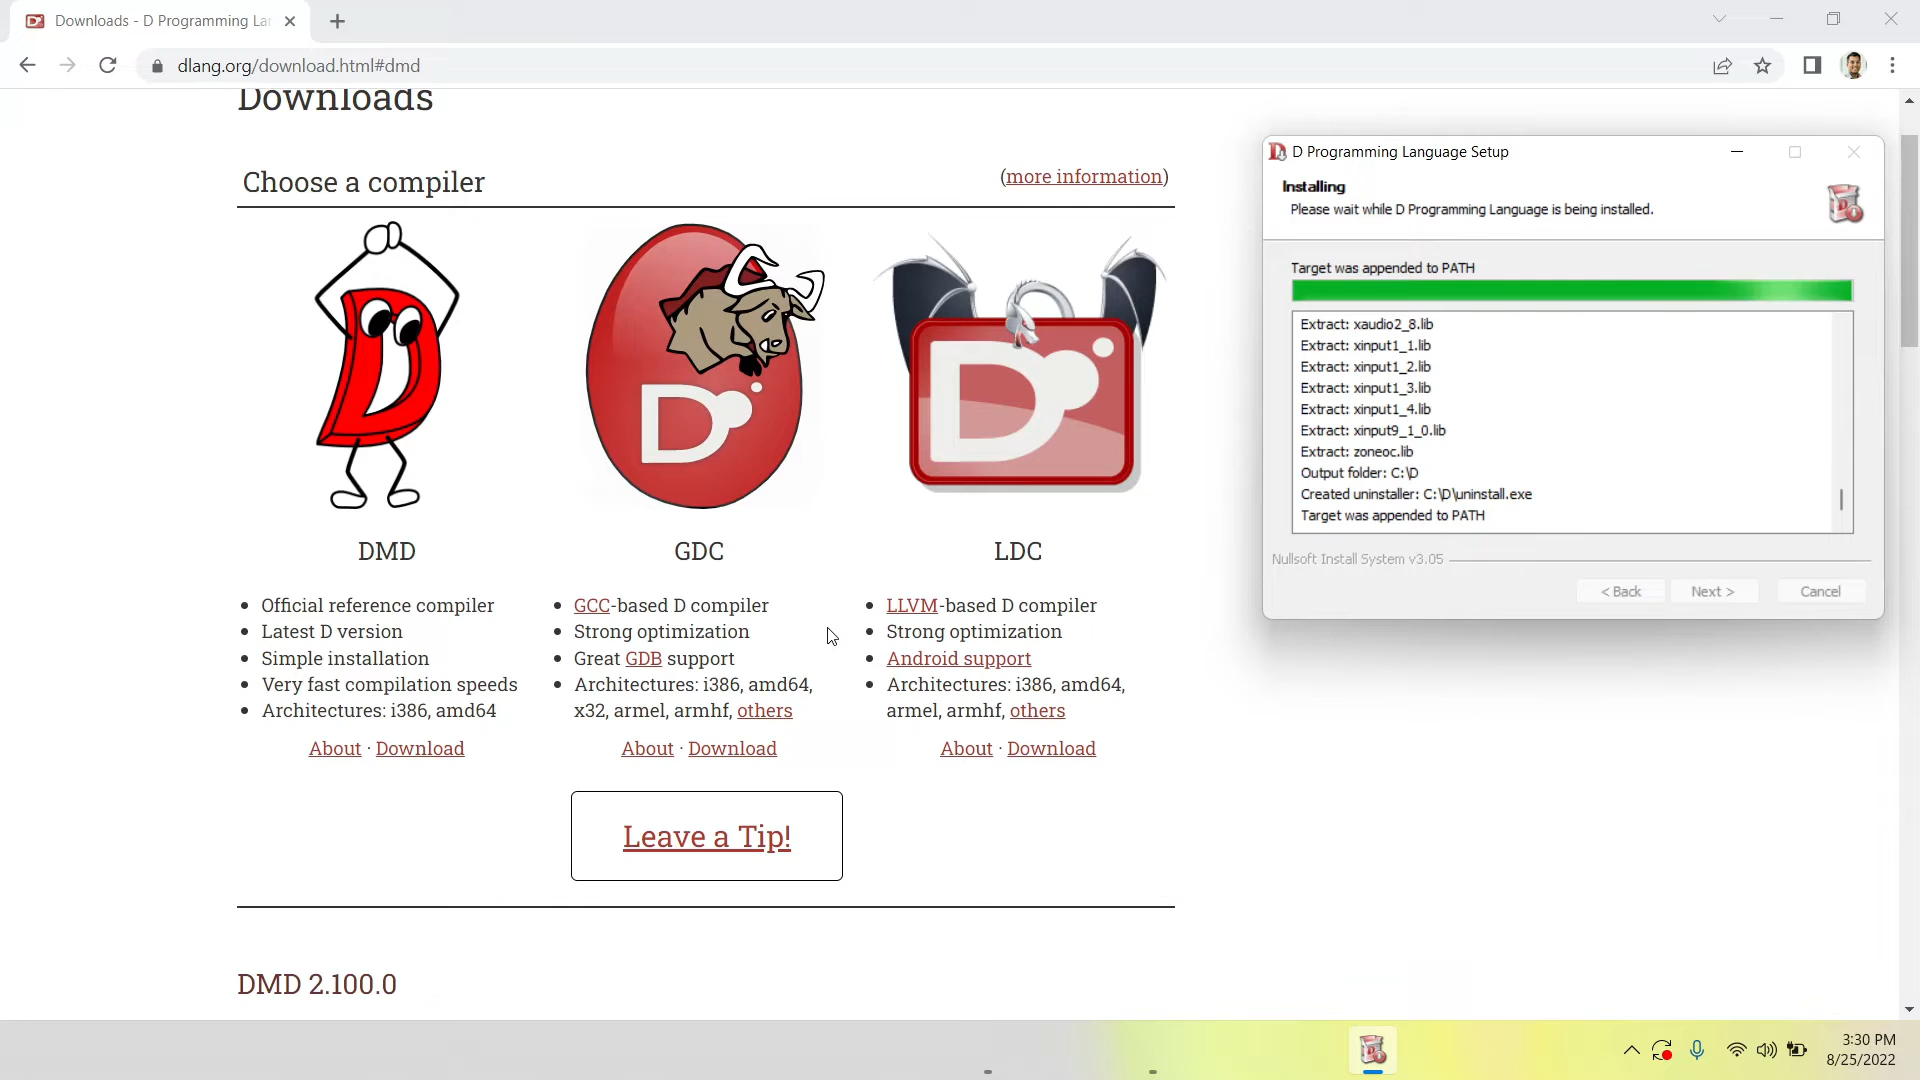 Downloads - D Programming Lar
dlang.org/download.html#dmd
Downloads
Choose a compiler
(more information)
DMD
GDC
LDC
Official reference compiler
Latest D version
Simple installation
Very fast compilation speeds
Architectures: i386, amd64
About · Download
GCC-based D compiler
Strong optimization
Great GDB support
Architectures: i386, amd64,
x32, armel, armhf, others
About · Download
LLVM-based D compiler
Strong optimization
Android support
Architectures: i386, amd64,
armel, armhf, others
About · Download
Leave a Tip!
DMD 2.100.0
D Programming Language Setup
Installing
Please wait while D Programming Language is being installed.
Target was appended to PATH
Extract: xaudio2_8.lib
Extract: xinput1_1.lib
Extract: xinput1_2.lib
Extract: xinput1_3.lib
Extract: xinput1_4.lib
Extract: xinput9_1_0.lib
Extract: zoneoc.lib
Output folder: C:\D
Created uninstaller: C:\D\uninstall.exe
Target was appended to PATH
Nullsoft Install System v3.05
< Back
Next >
Cancel
3:30 PM
8/25/2022